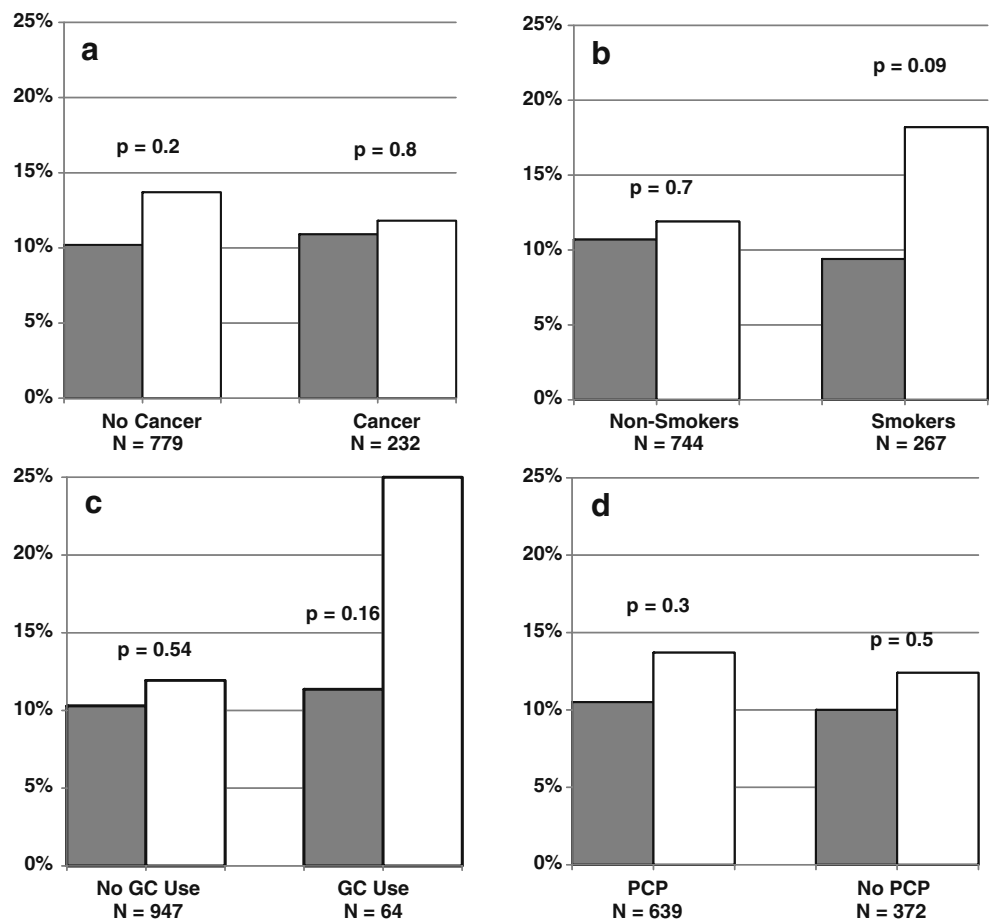 25%
a
20%
p = 0.2
p = 0.8
15%
10%
5%
0%
No Cancer
N = 779
Cancer
N = 232
25%
b
p = 0.09
20%
15%
p = 0.7
10%
5%
0%
Non-Smokers
N = 744
Smokers
N = 267
25%
c
20%
p = 0.16
15%
p = 0.54
10%
5%
0%
No GC Use
N = 947
GC Use
N = 64
25%
d
20%
p = 0.3
15%
p = 0.5
10%
5%
0%
PCP
N = 639
No PCP
N = 372